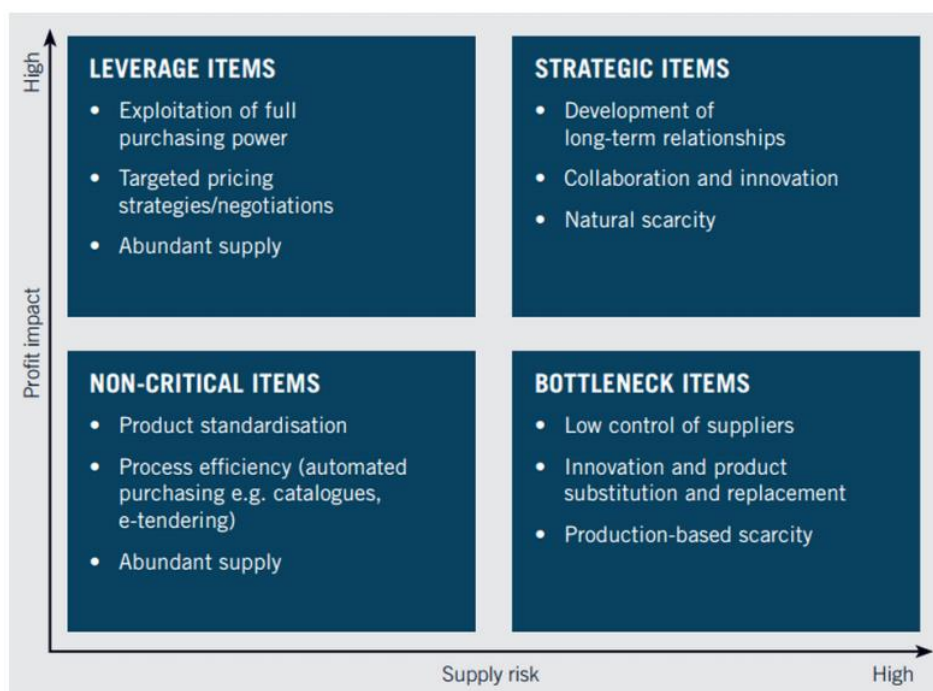 High
Profit impact
LEVERAGE ITEMS
• Exploitation of full
purchasing power
• Targeted pricing
strategies/negotiations
• Abundant supply
STRATEGIC ITEMS
• Development of
long-term relationships
• Collaboration and innovation
• Natural scarcity
NON-CRITICAL ITEMS
• Product standardisation
• Process efficiency (automated
purchasing e.g. catalogues,
e-tendering)
• Abundant supply
BOTTLENECK ITEMS
• Low control of suppliers
• Innovation and product
substitution and replacement
• Production-based scarcity
Supply risk
High